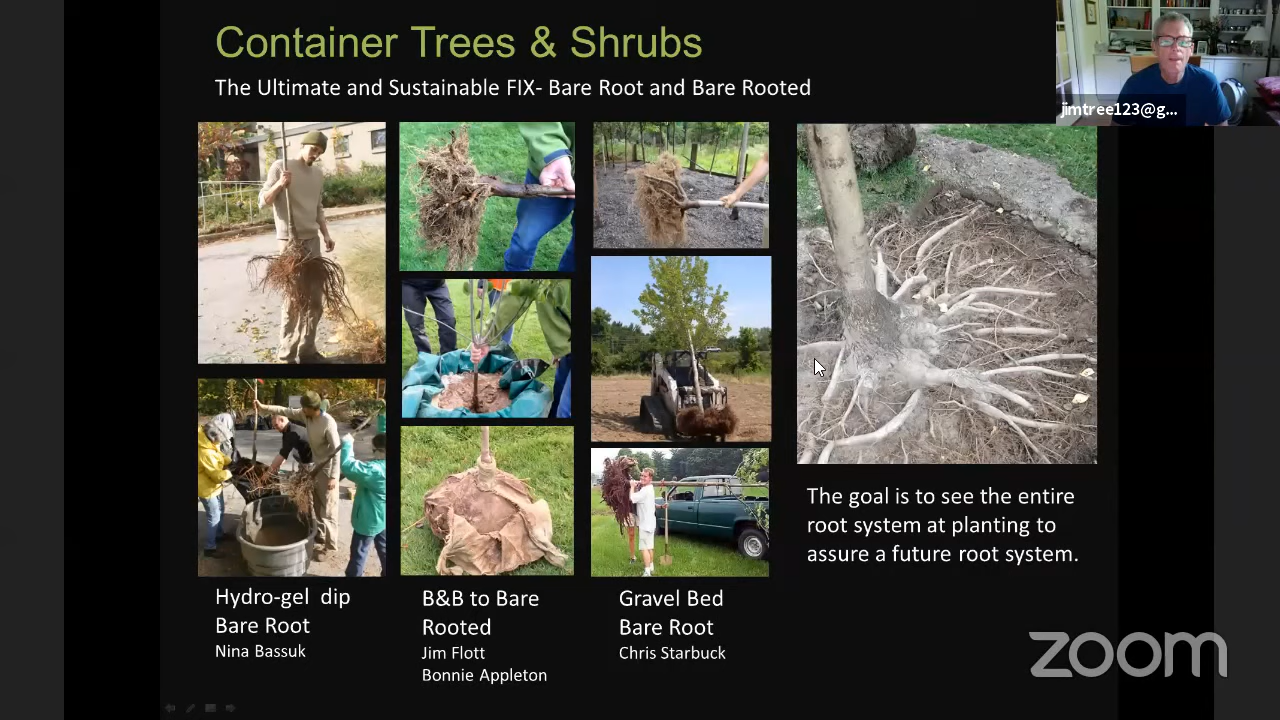 Container Trees & Shrubs
The Ultimate and Sustainable FIX- Bare Root and Bare Rooted
jimtree123@g...
The goal is to see the entire
root system at planting to
assure a future root system.
Hydro-gel dip
Bare Root
Nina Bassuk
B&B to Bare
Rooted
Jim Flott
Bonnie Appleton
Gravel Bed
Bare Root
Chris Starbuck
zoom